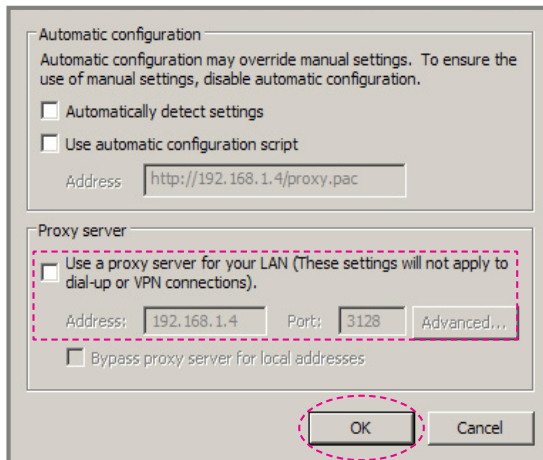 Automatic configuration
Automatic configuration may override manual settings. To ensure the
use of manual settings, disable automatic configuration.
Automatically detect settings
Use automatic configuration script
Address http://192.168.1.4/proxy.pac
Proxy server
Use a proxy server for your LAN (These settings will not apply to
dial-up or VPN connections).
Address: 192.168.1.4 Port: 3128 Advanced...
Bypass proxy server for local addresses
OK Cancel